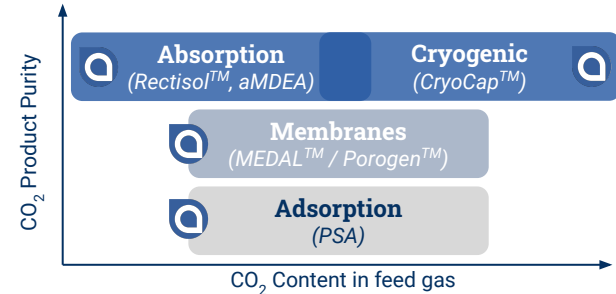 CO₂ Product Purity
Absorption
(Rectisol™, aMDEA)
Cryogenic
(CryoCap™)
Membranes
(MEDAL™ / Porogen™)
Adsorption
(PSA)
CO₂ Content in feed gas